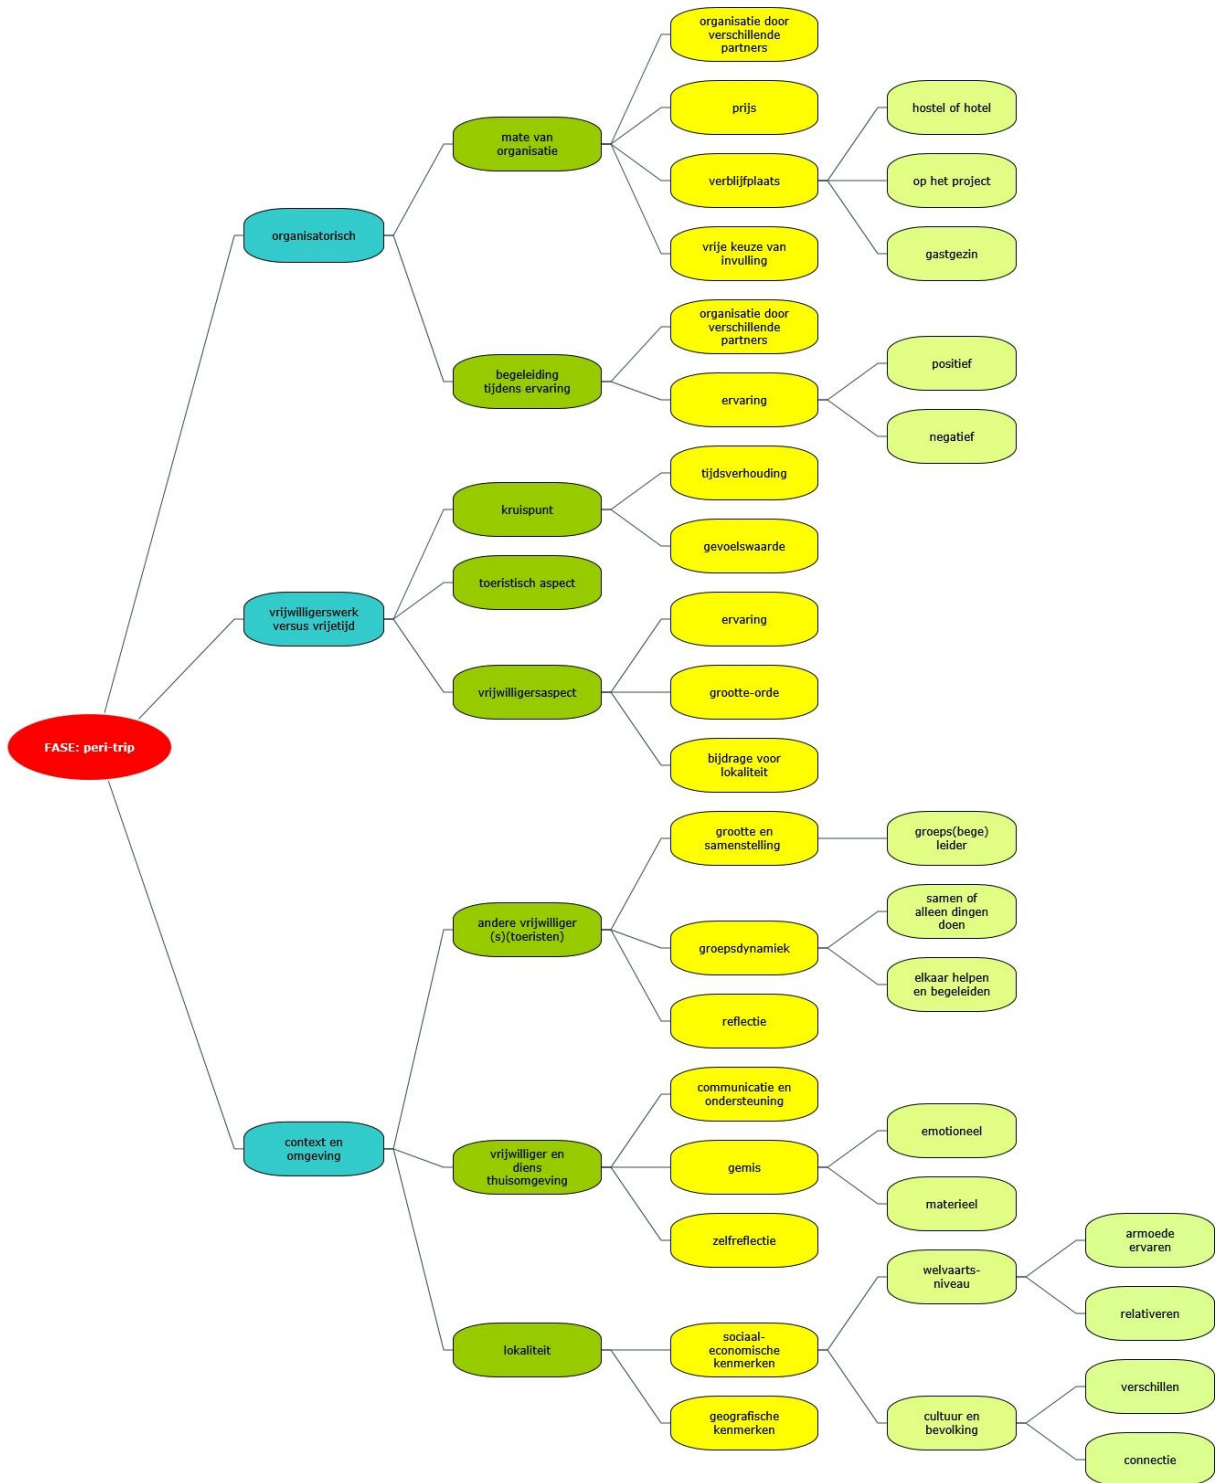 FASE: peri-trip
organisatorisch
mate van
organisatie
organisatie door
verschillende
partners
prijs
verblijfplaats
hostel of hotel
op het project
gastgezin
vrije keuze van
invulling
begeleiding
tijdens ervaring
organisatie door
verschillende
partners
ervaring
positief
negatief
vrijwilligerswerk
versus vrijetijd
kruispunt
tijdsverhouding
gevoelswaarde
toeristisch aspect
vrijwilligersaspect
ervaring
grootte-orde
bijdrage voor
lokaliteit
context en
omgeving
andere vrijwilliger
(s)(toeristen)
grootte en
samenstelling
groeps(bege)
leider
groepsdynamiek
samen of
alleen dingen
doen
elkaar helpen
en begeleiden
reflectie
vrijwilliger en
diens
thuisomgeving
communicatie en
ondersteuning
gemis
emotioneel
materieel
zelfreflectie
lokaliteit
sociaal-
economische
kenmerken
welvaarts-
niveau
armoede
ervaren
relativeren
cultuur en
bevolking
verschillen
connectie
geografische
kenmerken